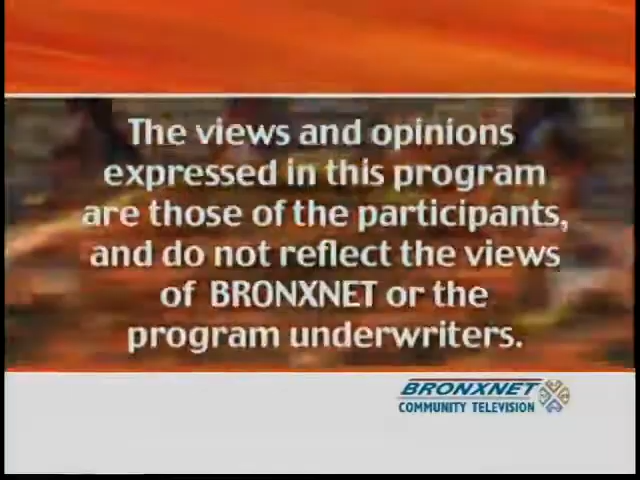 The views and opinions
expressed in this program
are those of the participants,
and do not reflect the views
of BRONXNET or the
program underwriters.
BRONXNET
COMMUNITY TELEVISION